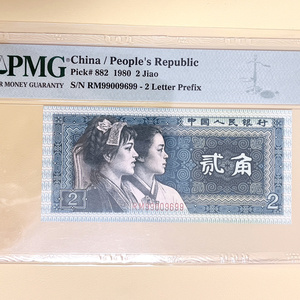 PMG
China / People's Republic
Pick# 882 1980 2 Jiao
ER MONEY GUARANTY
S/N RM99009699 - 2 Letter Prefix
中国人民银行
贰角
2
2
RM99009699